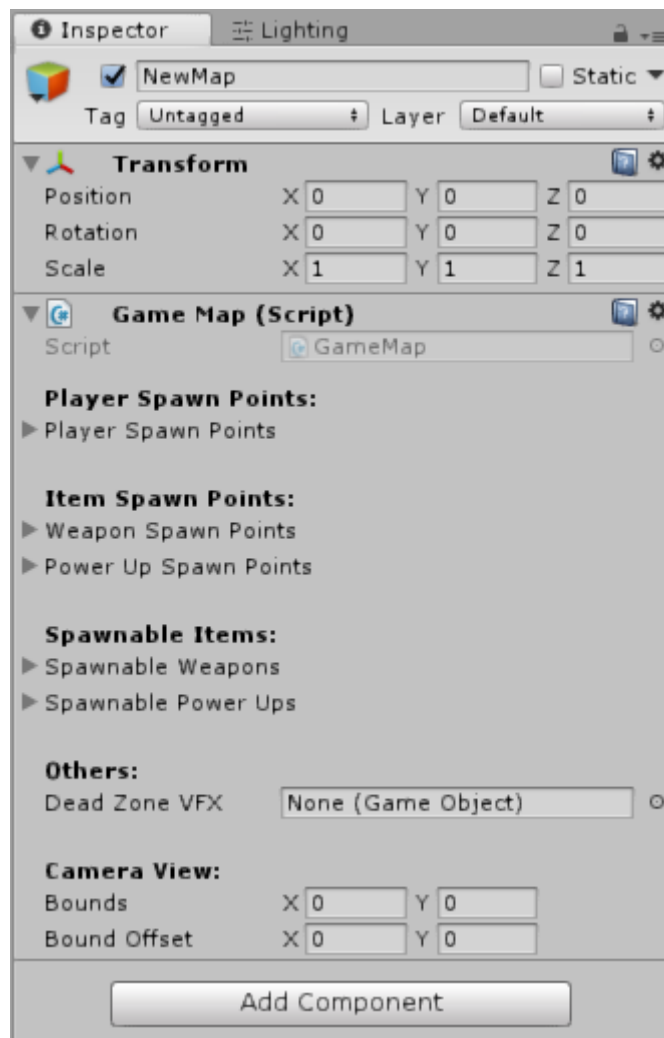 Inspector Lighting
NewMap Static
Tag Untagged Layer Default
Transform
Position X 0 Y 0 Z 0
Rotation X 0 Y 0 Z 0
Scale X 1 Y 1 Z 1
Game Map (Script)
Script GameMap
Player Spawn Points:
Player Spawn Points
Item Spawn Points:
Weapon Spawn Points
Power Up Spawn Points
Spawnable Items:
Spawnable Weapons
Spawnable Power Ups
Others:
Dead Zone VFX None (Game Object)
Camera View:
Bounds X 0 Y 0
Bound Offset X 0 Y 0
Add Component